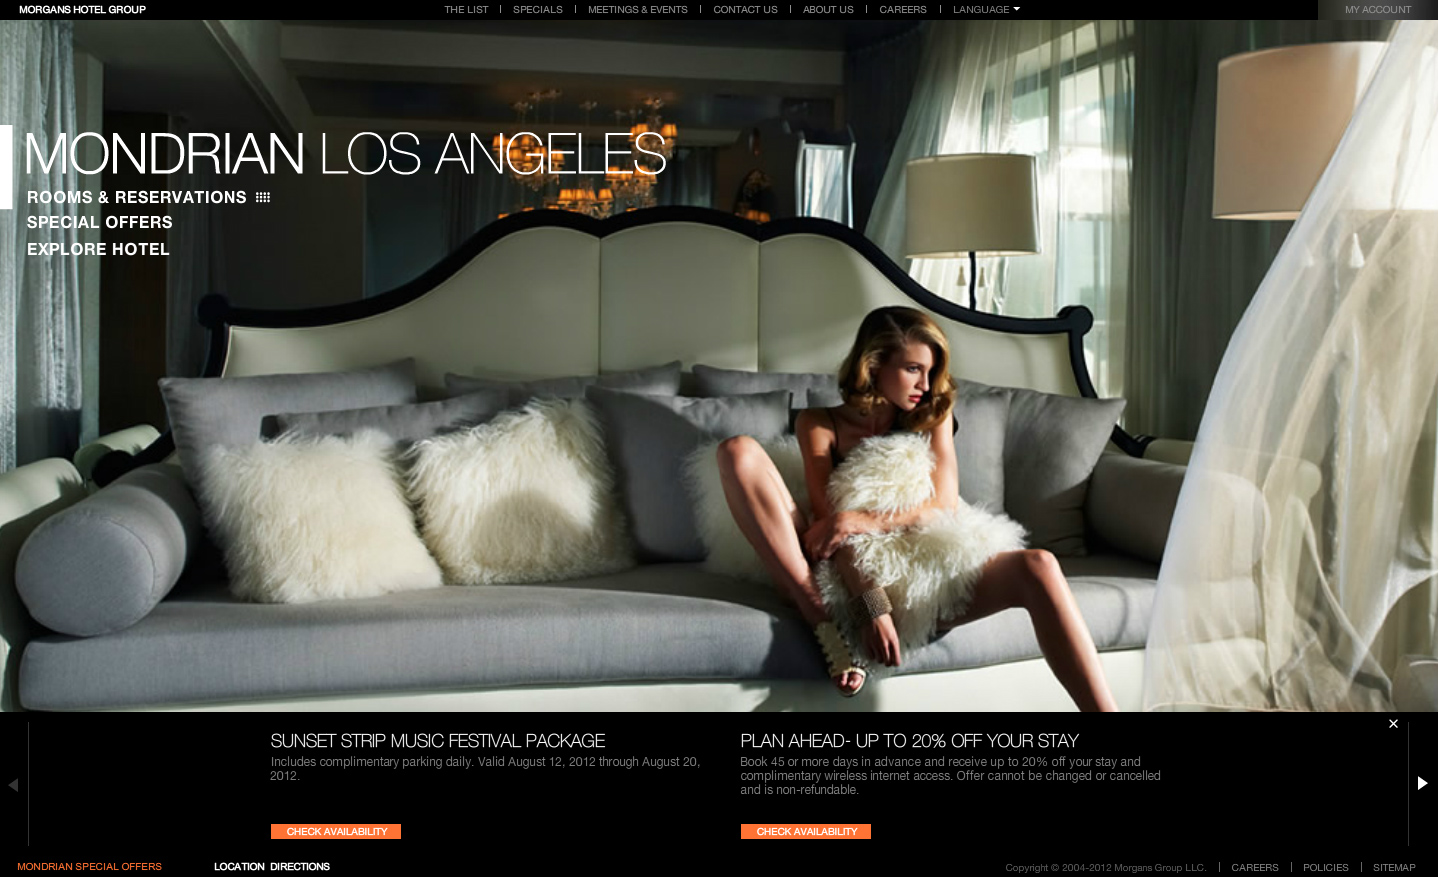 MORGANS HOTEL GROUP
THE LIST
SPECIALS
MEETINGS & EVENTS
CONTACT US
ABOUT US
CAREERS
LANGUAGE
MY ACCOUNT
MONDRIAN LOS ANGELES
ROOMS & RESERVATIONS
SPECIAL OFFERS
EXPLORE HOTEL
SUNSET STRIP MUSIC FESTIVAL PACKAGE
Includes complimentary parking daily. Valid August 12, 2012 through August 20,
2012.
CHECK AVAILABILITY
PLAN AHEAD- UP TO 20% OFF YOUR STAY
Book 45 or more days in advance and receive up to 20% off your stay and
complimentary wireless internet access. Offer cannot be changed or cancelled
and is non-refundable.
CHECK AVAILABILITY
MONDRIAN SPECIAL OFFERS
LOCATION DIRECTIONS
Copyright © 2004-2012 Morgans Group LLC.
CAREERS
POLICIES
SITEMAP